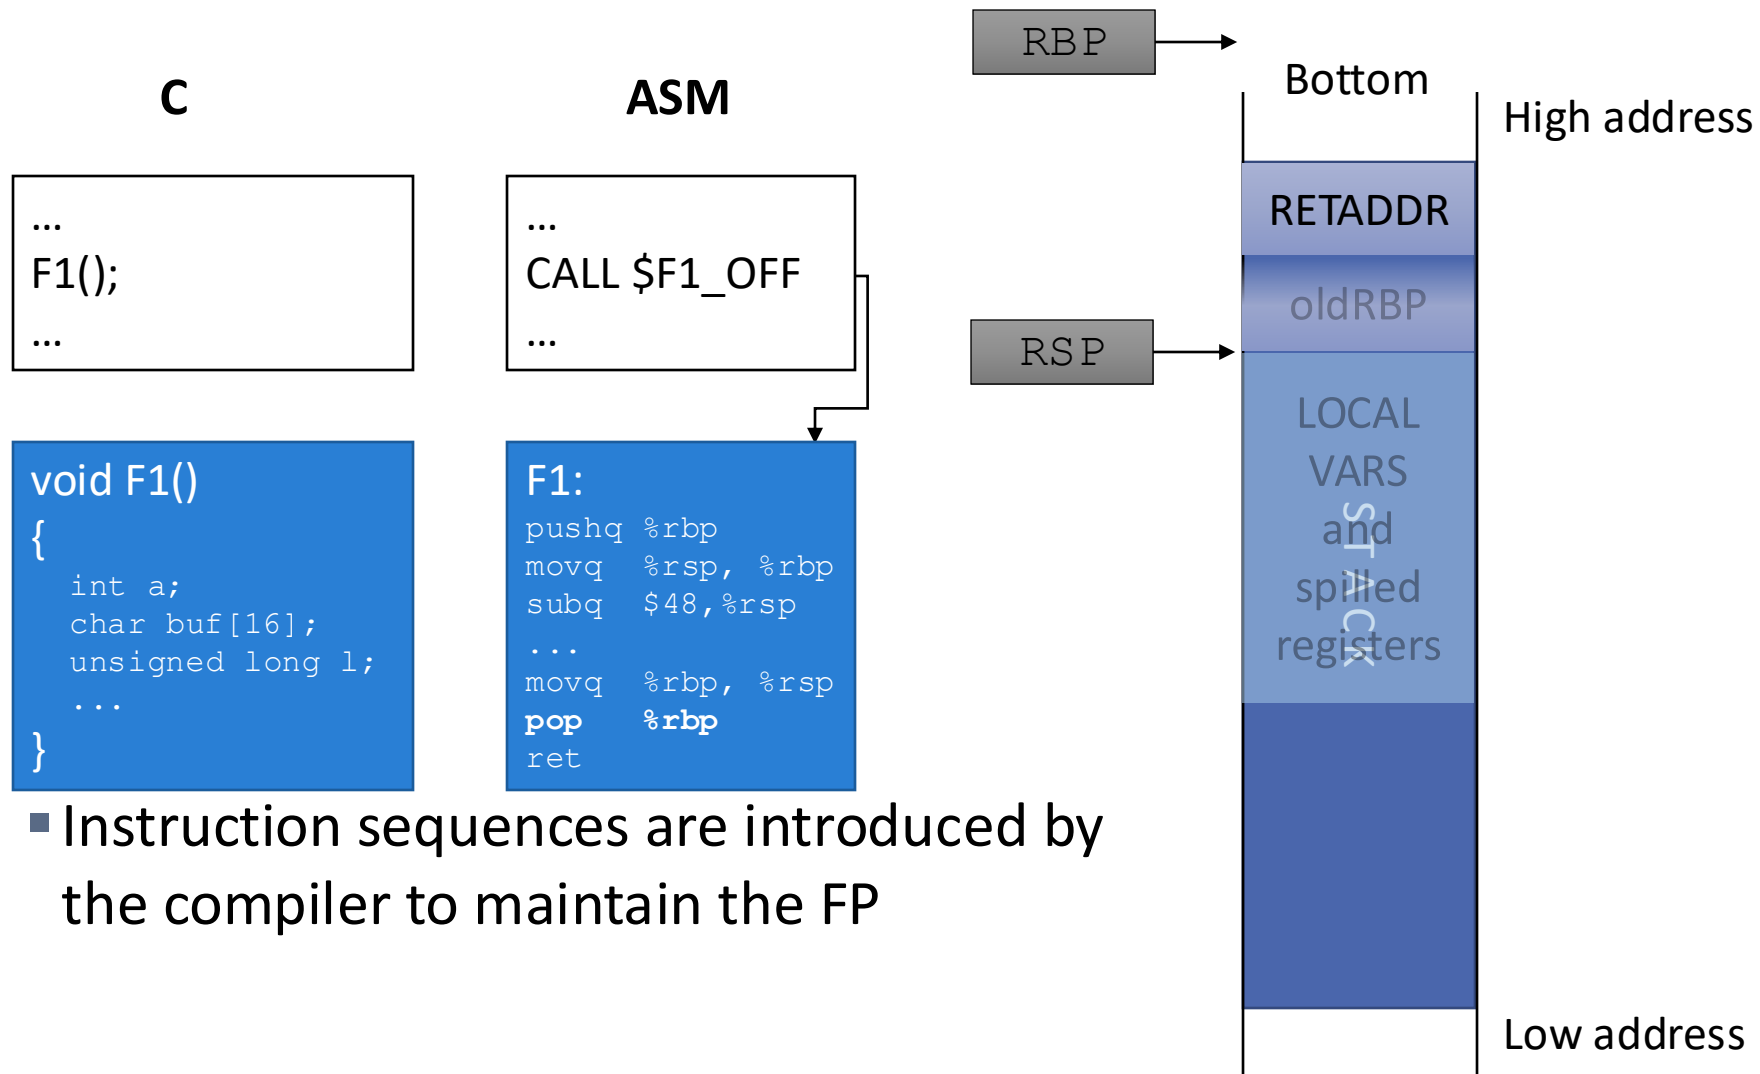 C
ASM
…
F1();
…
…
CALL $F1_OFF
…
void F1()
{
int a;
char buf[16];
unsigned long l;
...
}
F1:
pushq %rbp
movq %rsp, %rbp
subq $48,%rsp
...
movq %rbp, %rsp
pop %rbp
ret
▪ Instruction sequences are introduced by
the compiler to maintain the FP
RBP
RSP
Bottom
High address
RETADDR
oldRBP
LOCAL
VARS
and
spilled
registers
STACK
Low address